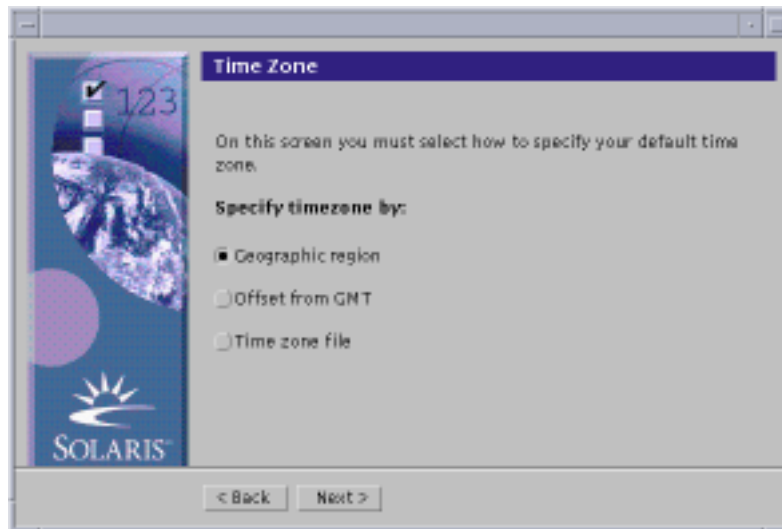 Time Zone
123
On this screen you must select how to specify your default time
zone.
Specify timezone by:
Geographic region
Offset from GMT
Time zone file
SOLARIS™
< Back
Next >